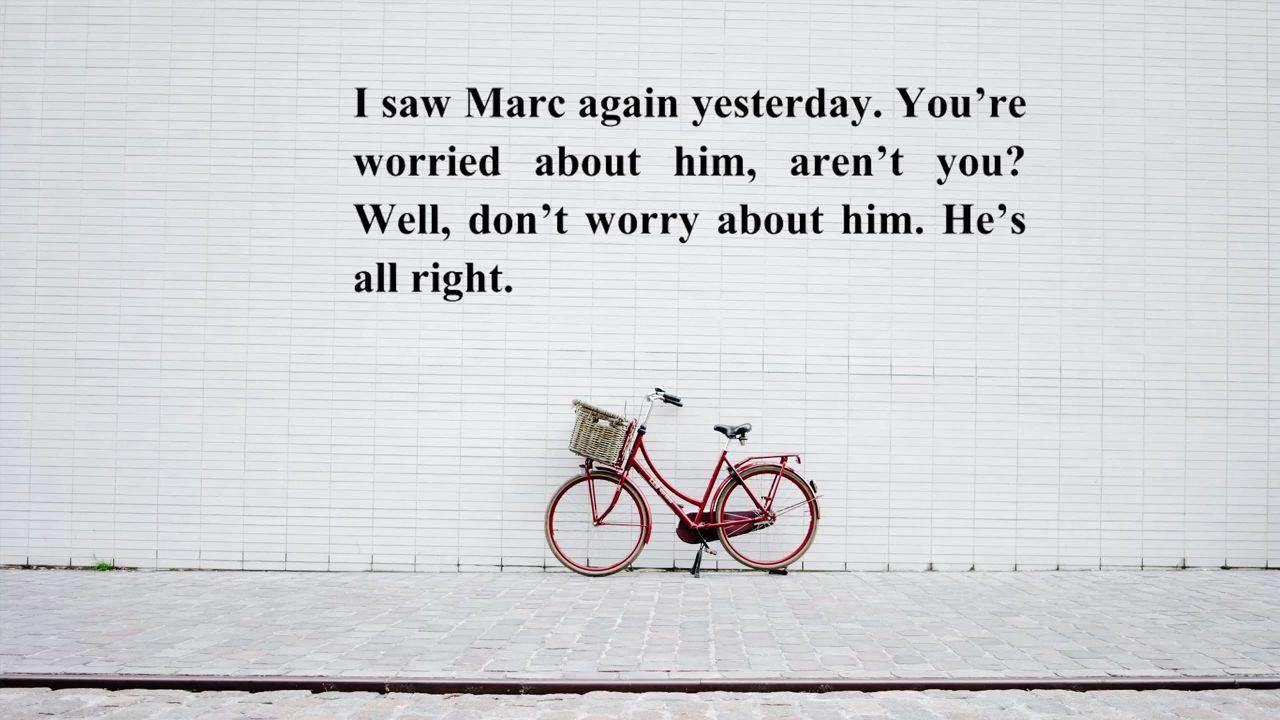 I saw Marc again yesterday. You’re
worried about him, aren’t you?
Well, don’t worry about him. He’s
all right.